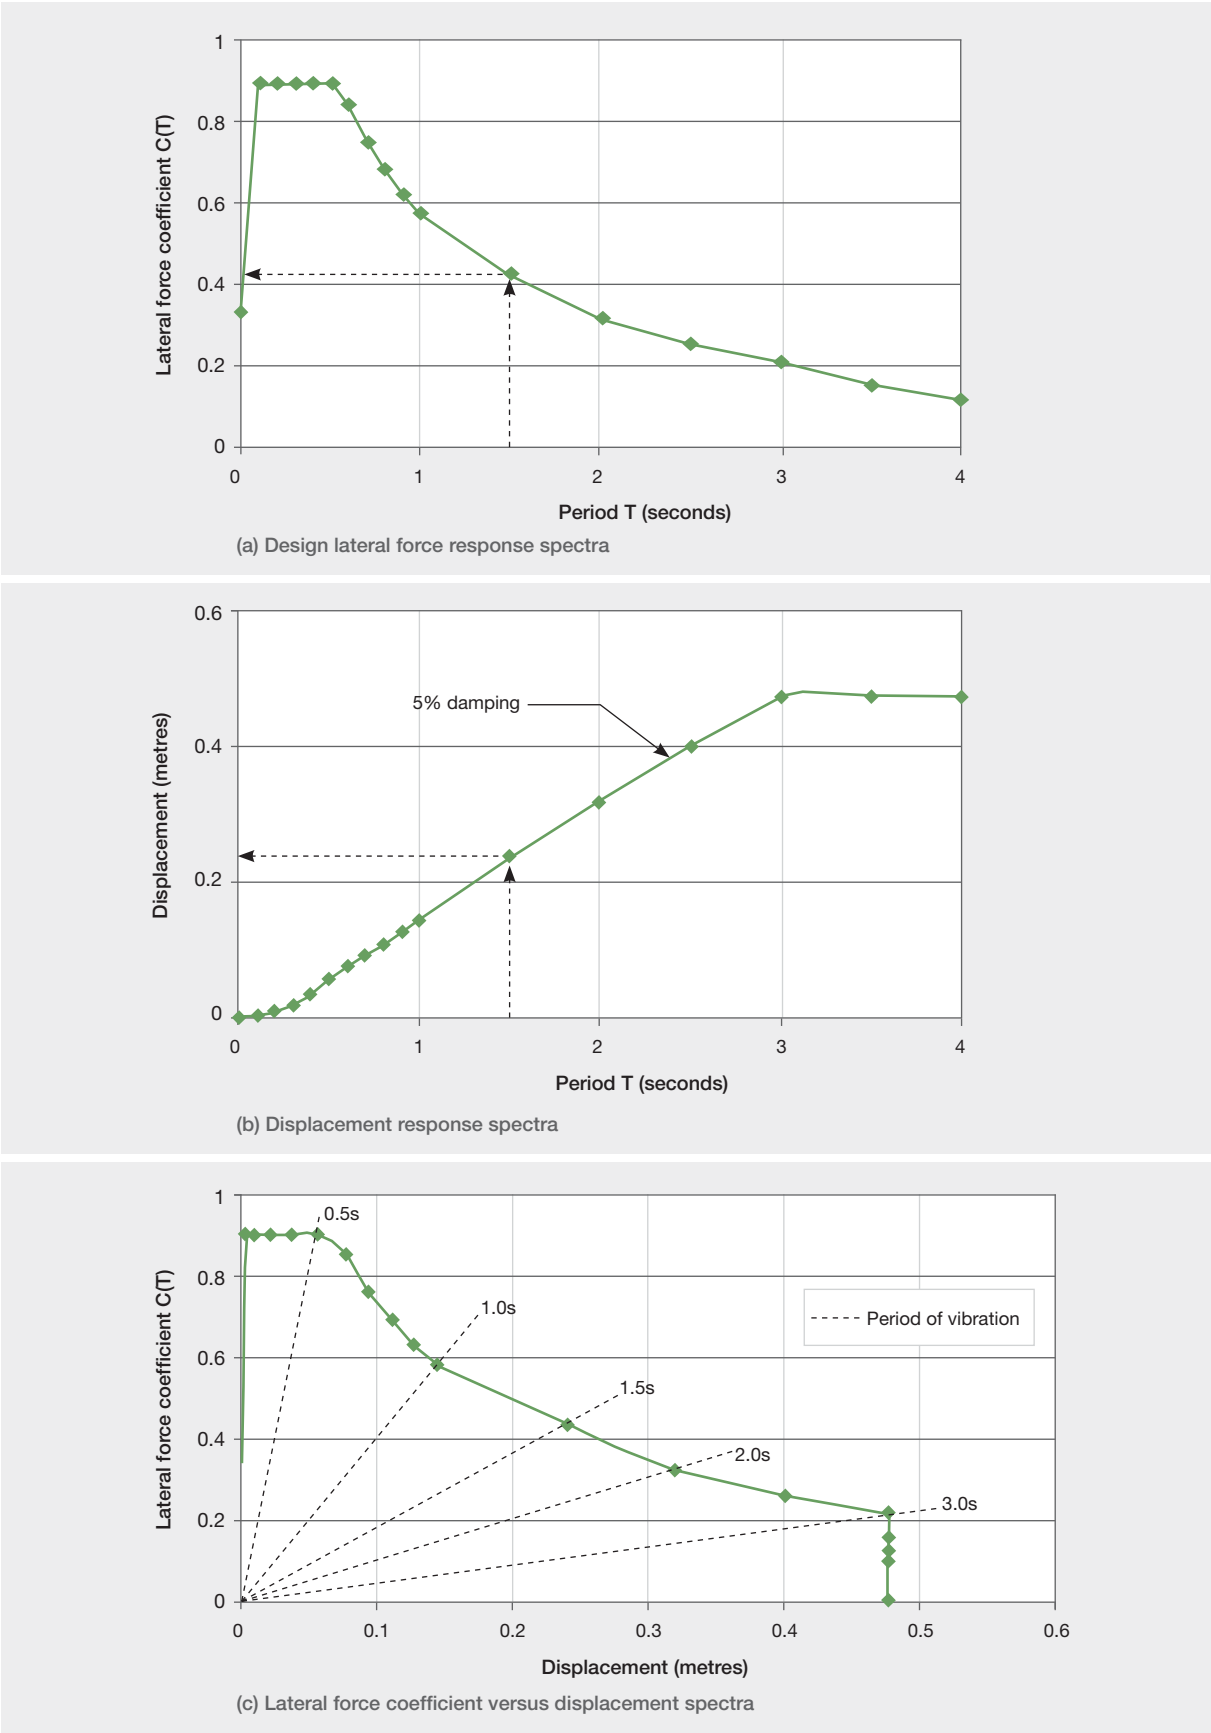 1
0.8
0.6
0.4
0.2
0
Lateral force coefficient C(T)
0 1 2 3 4
Period T (seconds)
(a) Design lateral force response spectra
0.6
5% damping
0.4
0.2
0
Displacement (metres)
0 1 2 3 4
Period T (seconds)
(b) Displacement response spectra
1
0.5s
0.8
1.0s
Period of vibration
0.6
1.5s
0.4
2.0s
3.0s
0.2
0
Lateral force coefficient C(T)
0 0.1 0.2 0.3 0.4 0.5 0.6
Displacement (metres)
(c) Lateral force coefficient versus displacement spectra